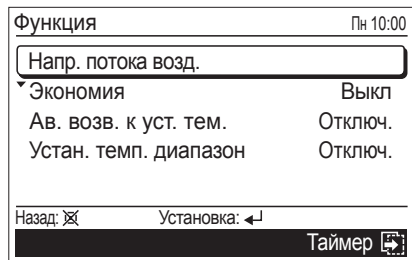 Функция Пн 10:00
Напр. потока возд.
Экономия Выкл
Ав. возв. к уст. тем. Отключ.
Устан. темп. диапазон Отключ.
Назад: Установка:
Таймер